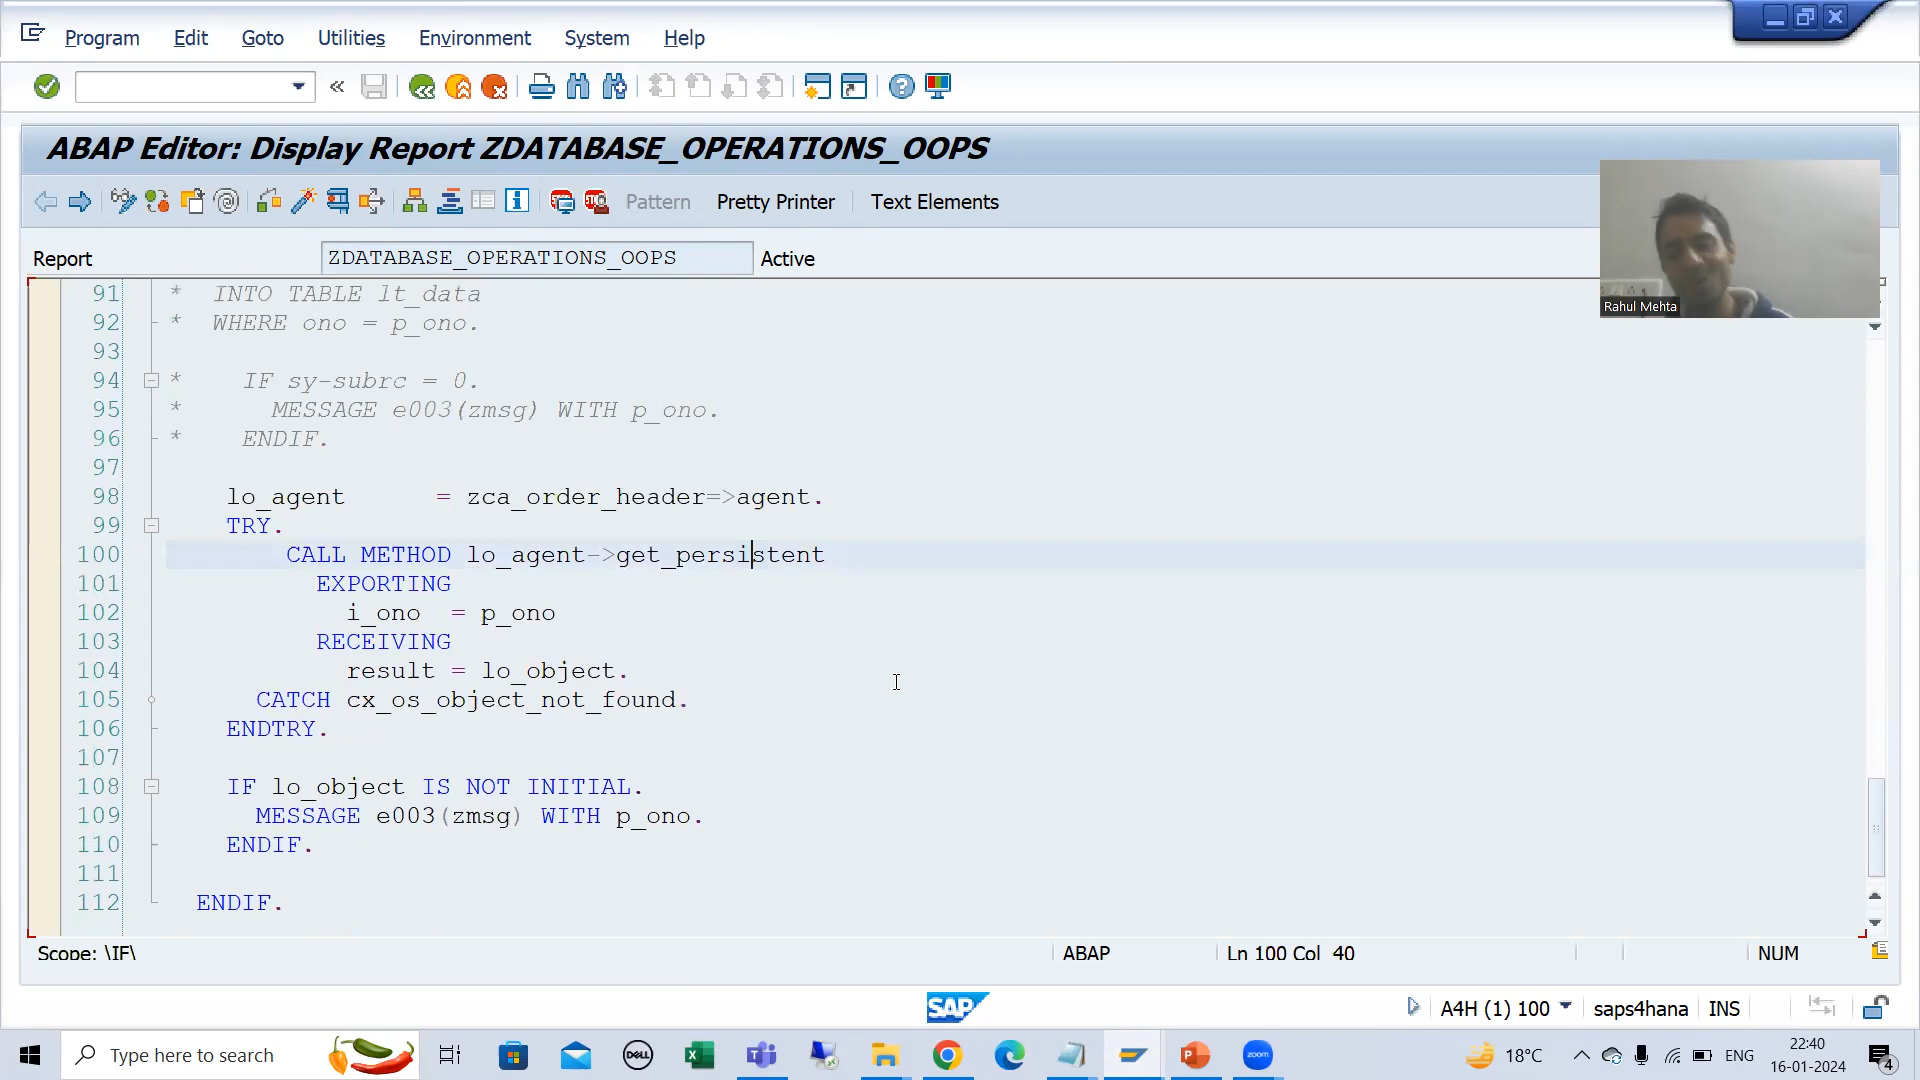 Program Edit Goto Utilities Environment System Help
ABAP Editor: Display Report ZDATABASE_OPERATIONS_OOPS
Pattern Pretty Printer Text Elements
Report ZDATABASE_OPERATIONS_OOPS Active
Rahul Mehta
91 * INTO TABLE lt_data
92 * WHERE ono = p_ono.
93
94 * IF sy-subrc = 0.
95 * MESSAGE e003(zmsg) WITH p_ono.
96 * ENDIF.
97
98 lo_agent = zca_order_header=>agent.
99 TRY.
100 CALL METHOD lo_agent->get_persistent
101 EXPORTING
102 i_ono = p_ono
103 RECEIVING
104 result = lo_object.
105 CATCH cx_os_object_not_found.
106 ENDTRY.
107
108 IF lo_object IS NOT INITIAL.
109 MESSAGE e003(zmsg) WITH p_ono.
110 ENDIF.
111
112 ENDIF.
Scope: \IF\ ABAP Ln 100 Col 40 NUM
SAP A4H (1) 100 saps4hana INS
Type here to search DELL zoom 18°C ENG 22:40
16-01-2024 4